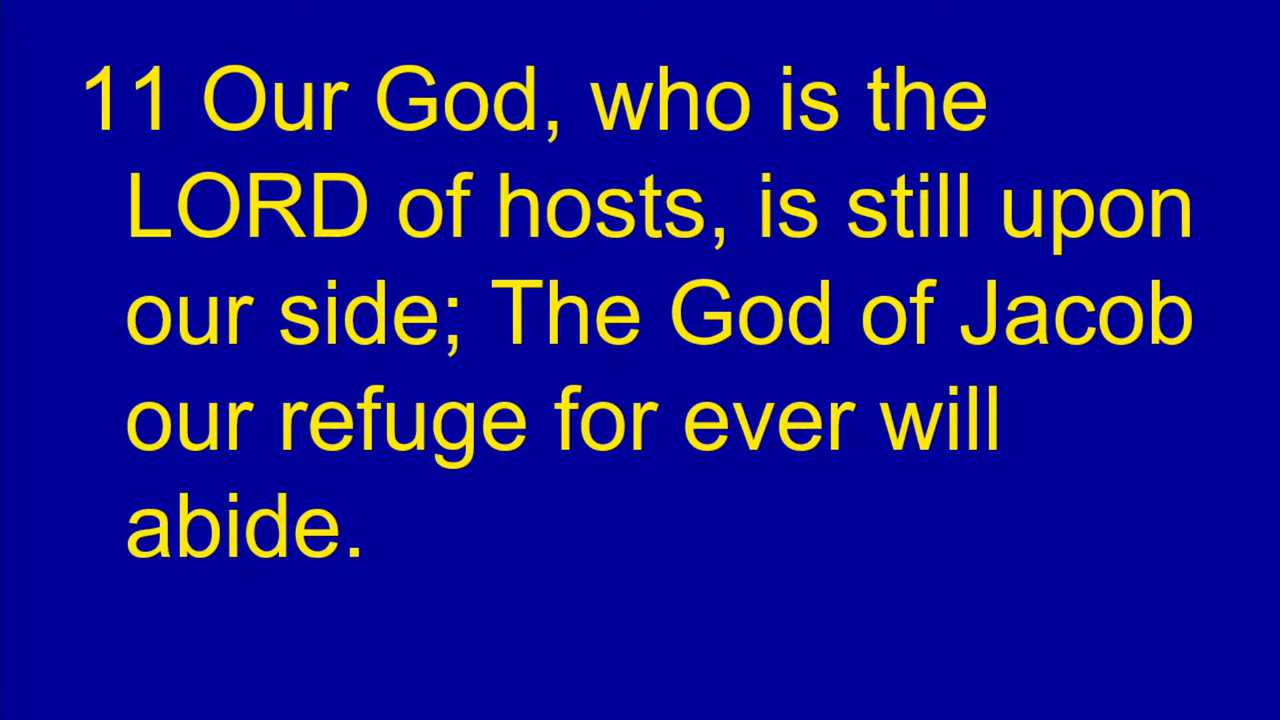 11 Our God, who is the
LORD of hosts, is still upon
our side; The God of Jacob
our refuge for ever will
abide.